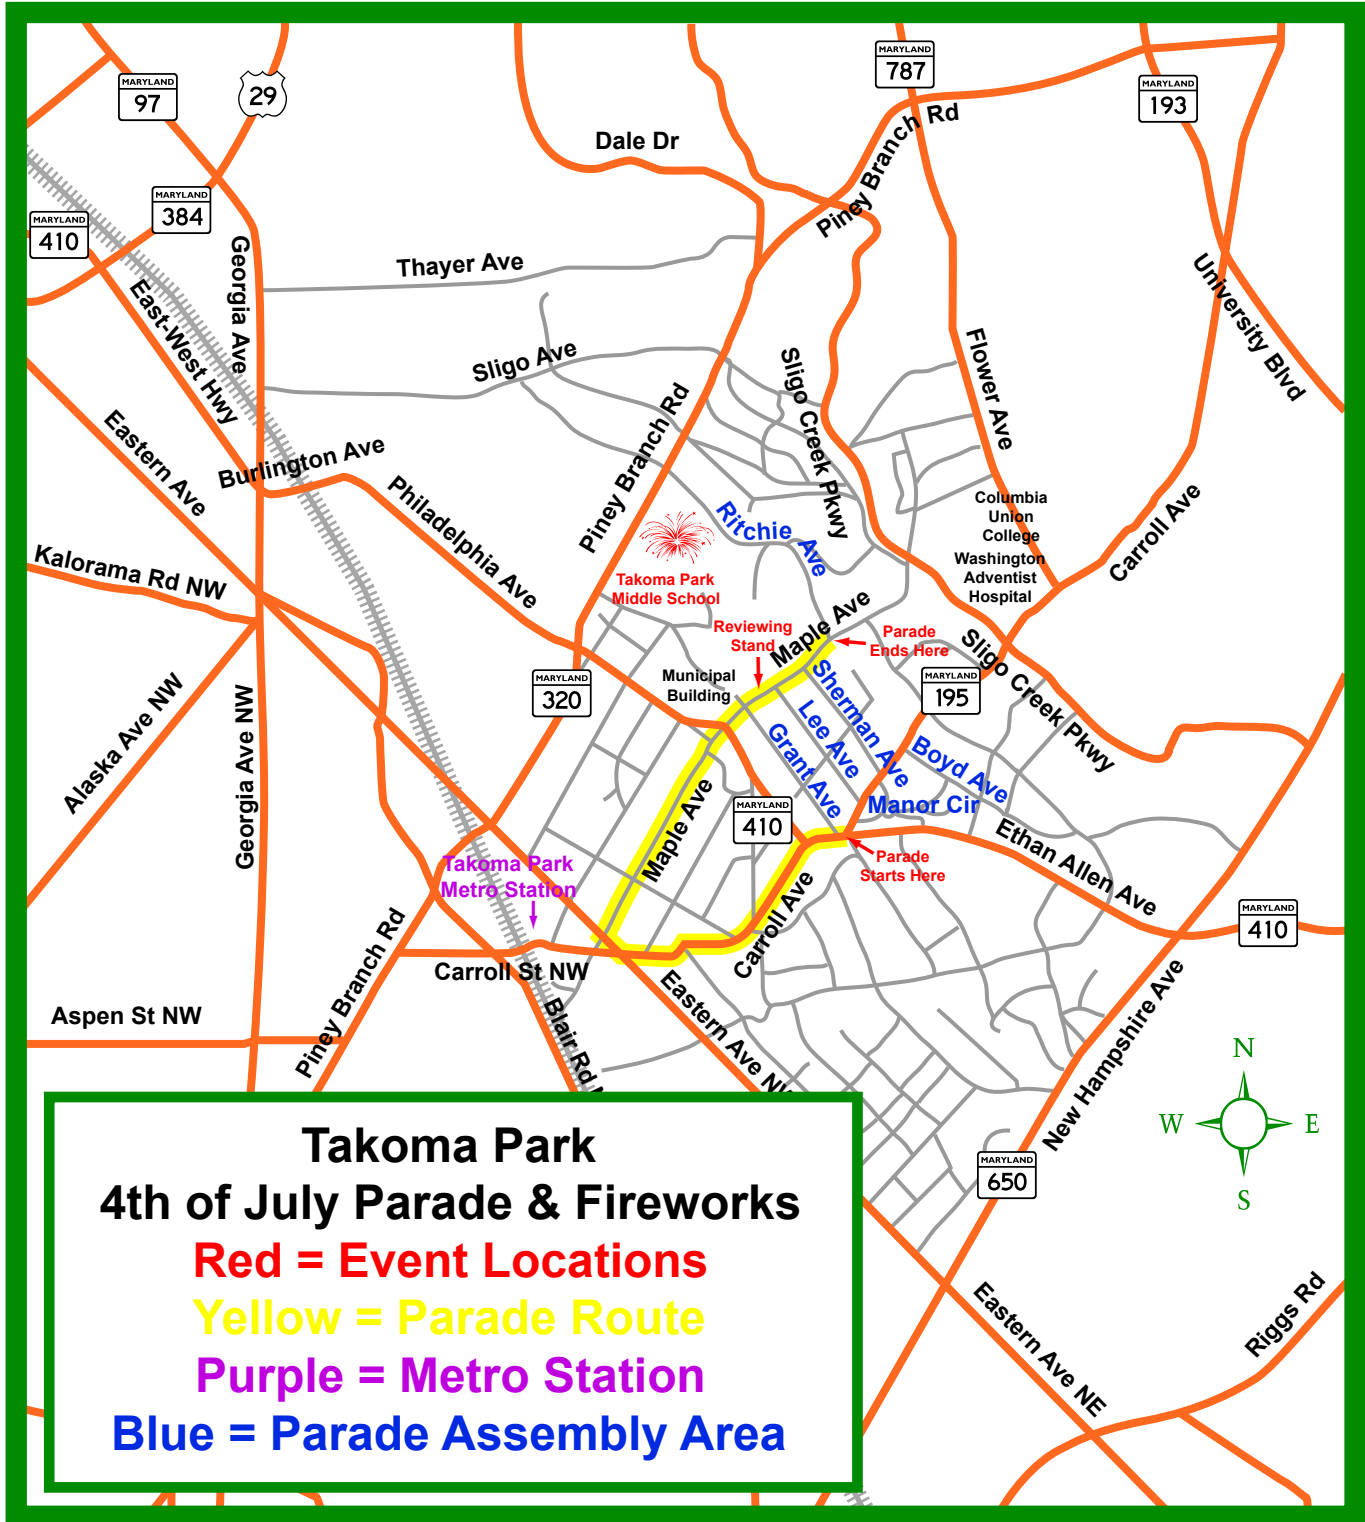 MARYLAND
97
29
MARYLAND
787
MARYLAND
193
Dale Dr
Piney Branch Rd
MARYLAND
384
MARYLAND
410
Georgia Ave
Thayer Ave
East-West Hwy
University Blvd
Sligo Ave
Sligo Creek Pkwy
Flower Ave
Eastern Ave
Burlington Ave
Piney Branch Rd
Philadelphia Ave
Columbia
Union
College
Washington
Adventist
Hospital
Carroll Ave
Ritchie Ave
Kalorama Rd NW
Takoma Park
Middle School
Reviewing
Stand
Maple Ave
Parade
Ends Here
Sligo Creek Pkwy
Municipal
Building
MARYLAND
320
MARYLAND
195
Sherman Ave
Lee Ave
Grant Ave
Boyd Ave
Manor Cir
Alaska Ave NW
Georgia Ave NW
Maple Ave
MARYLAND
410
Ethan Allen Ave
Parade
Starts Here
Takoma Park
Metro Station
Carroll Ave
MARYLAND
410
Piney Branch Rd
Carroll St NW
Eastern Ave NW
New Hampshire Ave
Aspen St NW
Blair Rd
N
W
E
S
MARYLAND
650
Takoma Park
4th of July Parade & Fireworks
Red = Event Locations
Yellow = Parade Route
Purple = Metro Station
Blue = Parade Assembly Area
Eastern Ave NE
Riggs Rd